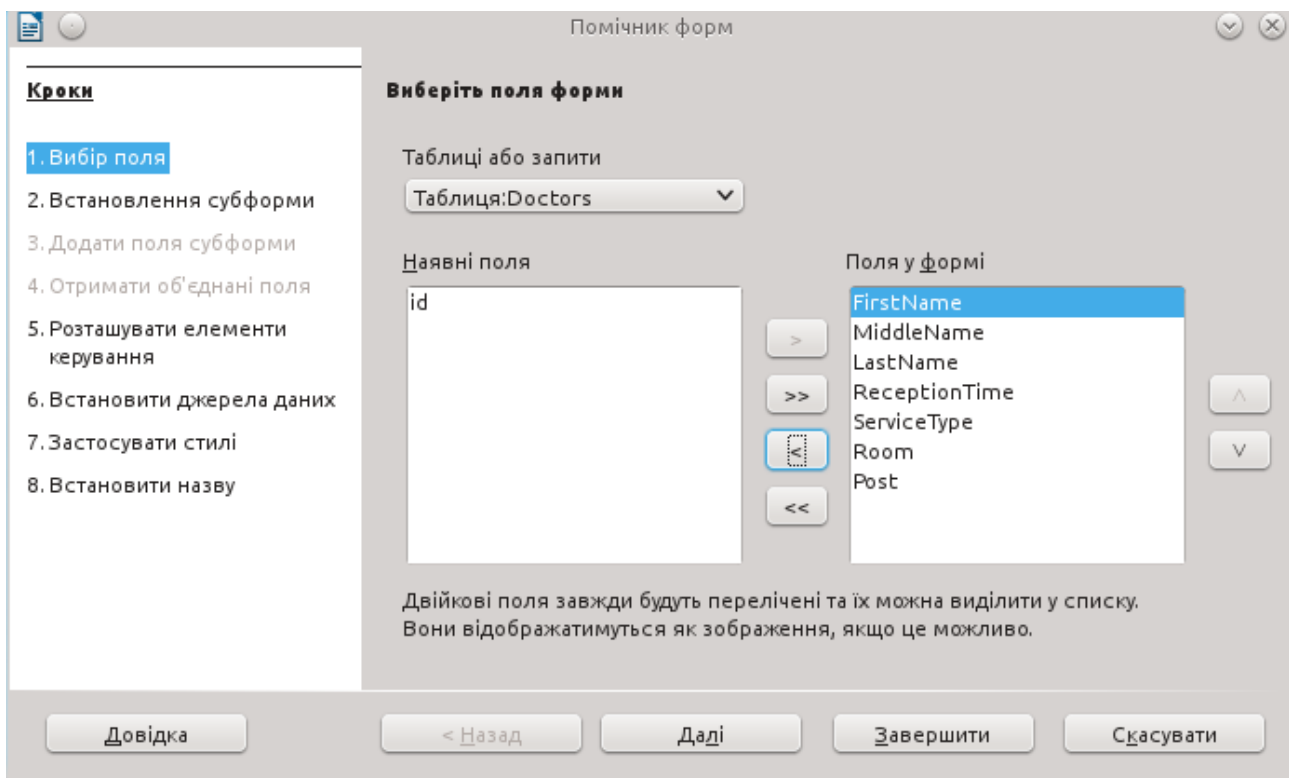 Помічник форм
Кроки
1. Вибір поля
2. Встановлення субформи
3. Додати поля субформи
4. Отримати об'єднані поля
5. Розташувати елементи
керування
6. Встановити джерела даних
7. Застосувати стилі
8. Встановити назву
Виберіть поля форми
Таблиці або запити
Таблиця:Doctors
Наявні поля
id
>
>>
<
<<
Поля у формі
FirstName
MiddleName
LastName
ReceptionTime
ServiceType
Room
Post
Двійкові поля завжди будуть перелічені та їх можна виділити у списку.
Вони відображатимуться як зображення, якщо це можливо.
Довідка
< Назад
Далі
Завершити
Скасувати